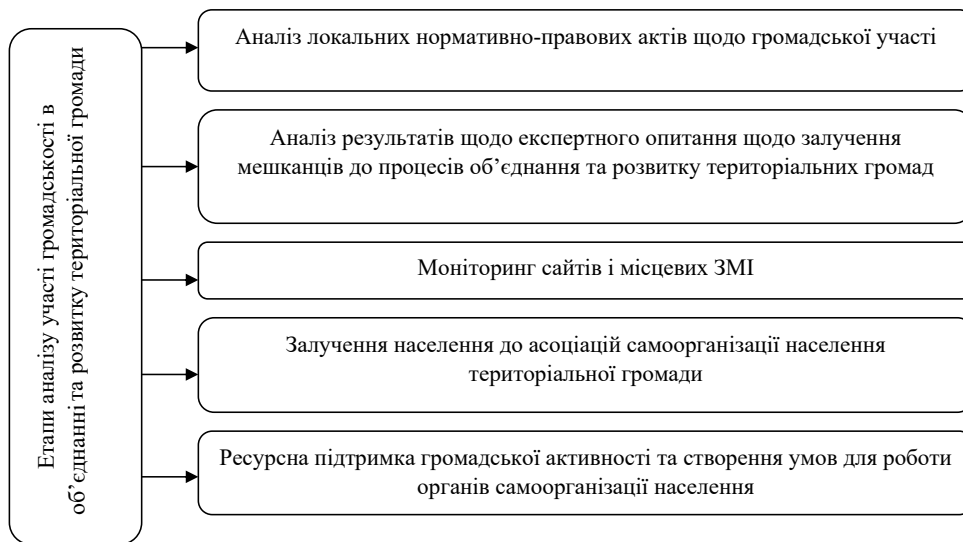 Етапи аналізу участі громадськості в
об’єднанні та розвитку територіальної громади
Аналіз локальних нормативно-правових актів щодо громадської участі
Аналіз результатів щодо експертного опитання щодо залучення
мешканців до процесів об’єднання та розвитку територіальних громад
Моніторинг сайтів і місцевих ЗМІ
Залучення населення до асоціацій самоорганізації населення
територіальної громади
Ресурсна підтримка громадської активності та створення умов для роботи
органів самоорганізації населення